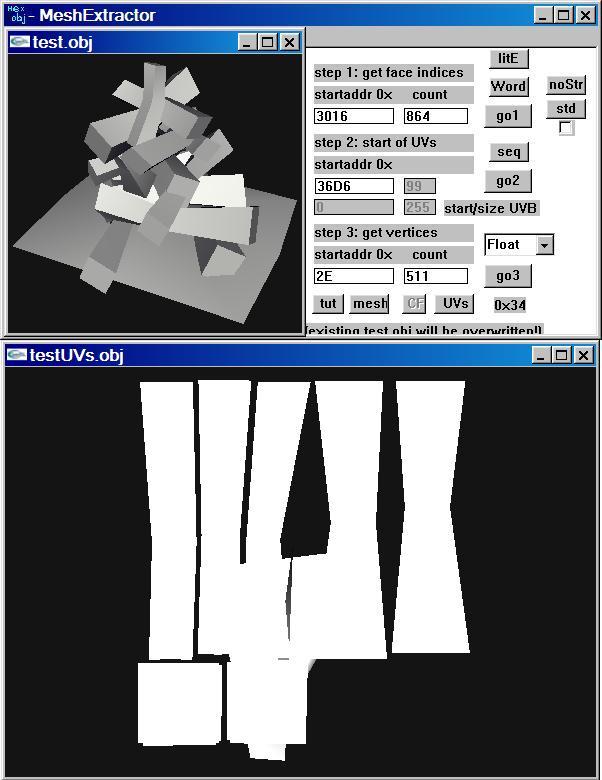 Hex
obj - MeshExtractor
test.obj
litE
step 1: get face indices
Word
noStr
startaddr 0x count
std
3016 864
go1
step 2: start of UVs
seq
startaddr 0x
go2
36D6 99
0 255 start/size UVB
step 3: get vertices
Float
startaddr 0x count
go3
2E 511
tut mesh CF UVs 0x34
(existing test.obj will be overwritten!)
testUVs.obj